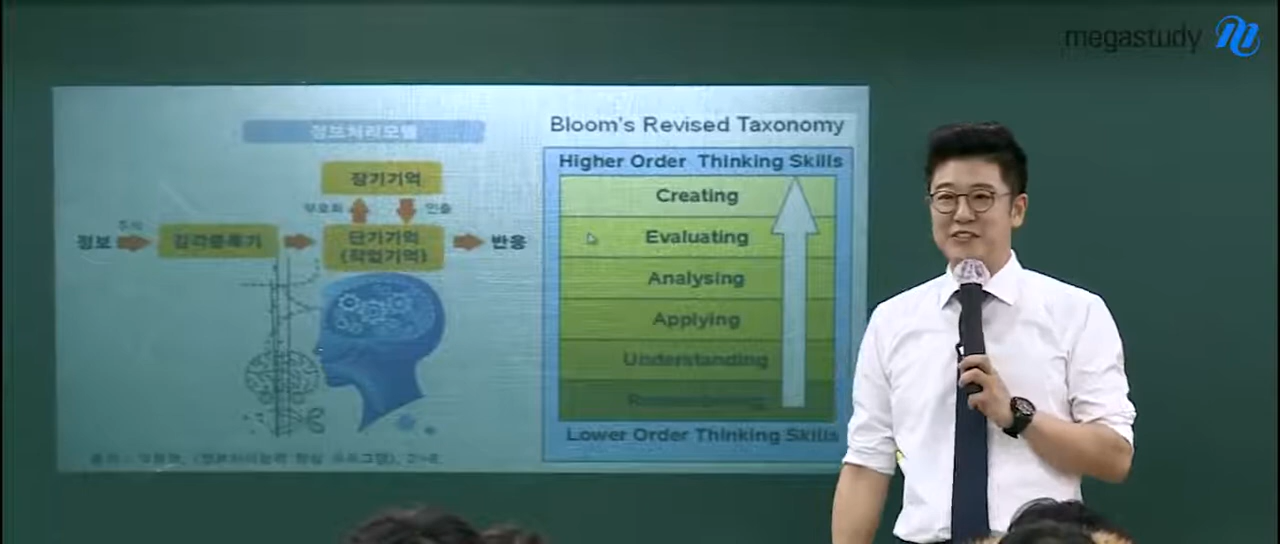 megastudy
정보처리모델
장기기억
부호화
인출
주의
정보
감각등록기
단기기억
(작업기억)
반응
Bloom's Revised Taxonomy
Higher Order Thinking Skills
Creating
Evaluating
Analysing
Applying
Understanding
Remembering
Lower Order Thinking Skills